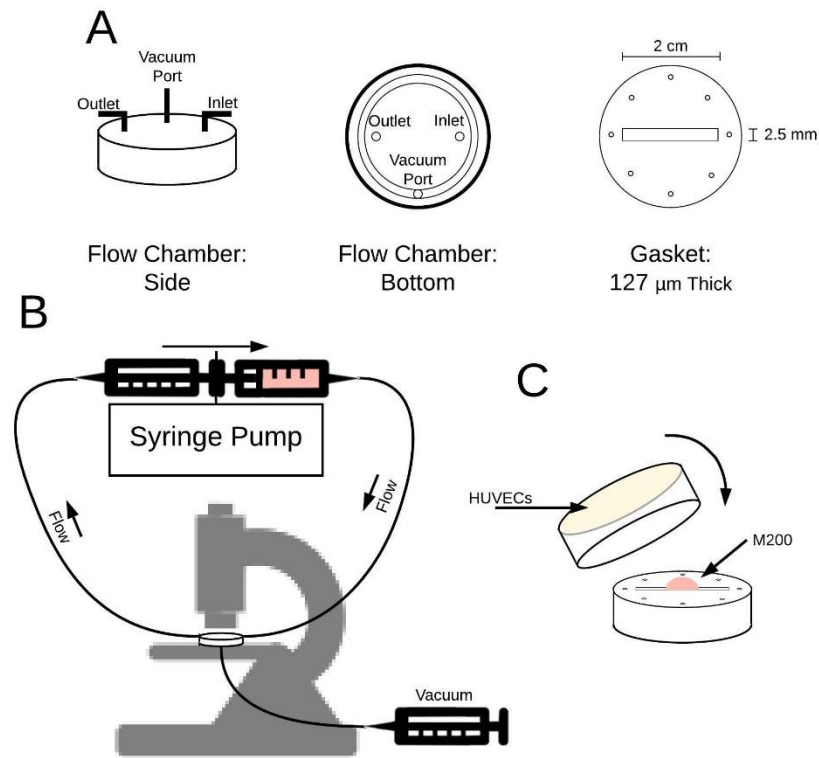 A
Vacuum
Port
Outlet
Inlet
Flow Chamber:
Side
Outlet Inlet
Vacuum
Port
Flow Chamber:
Bottom
2 cm
2.5 mm
Gasket:
127 µm Thick
B
Syringe Pump
Flow
Flow
Vacuum
C
HUVECs
M200